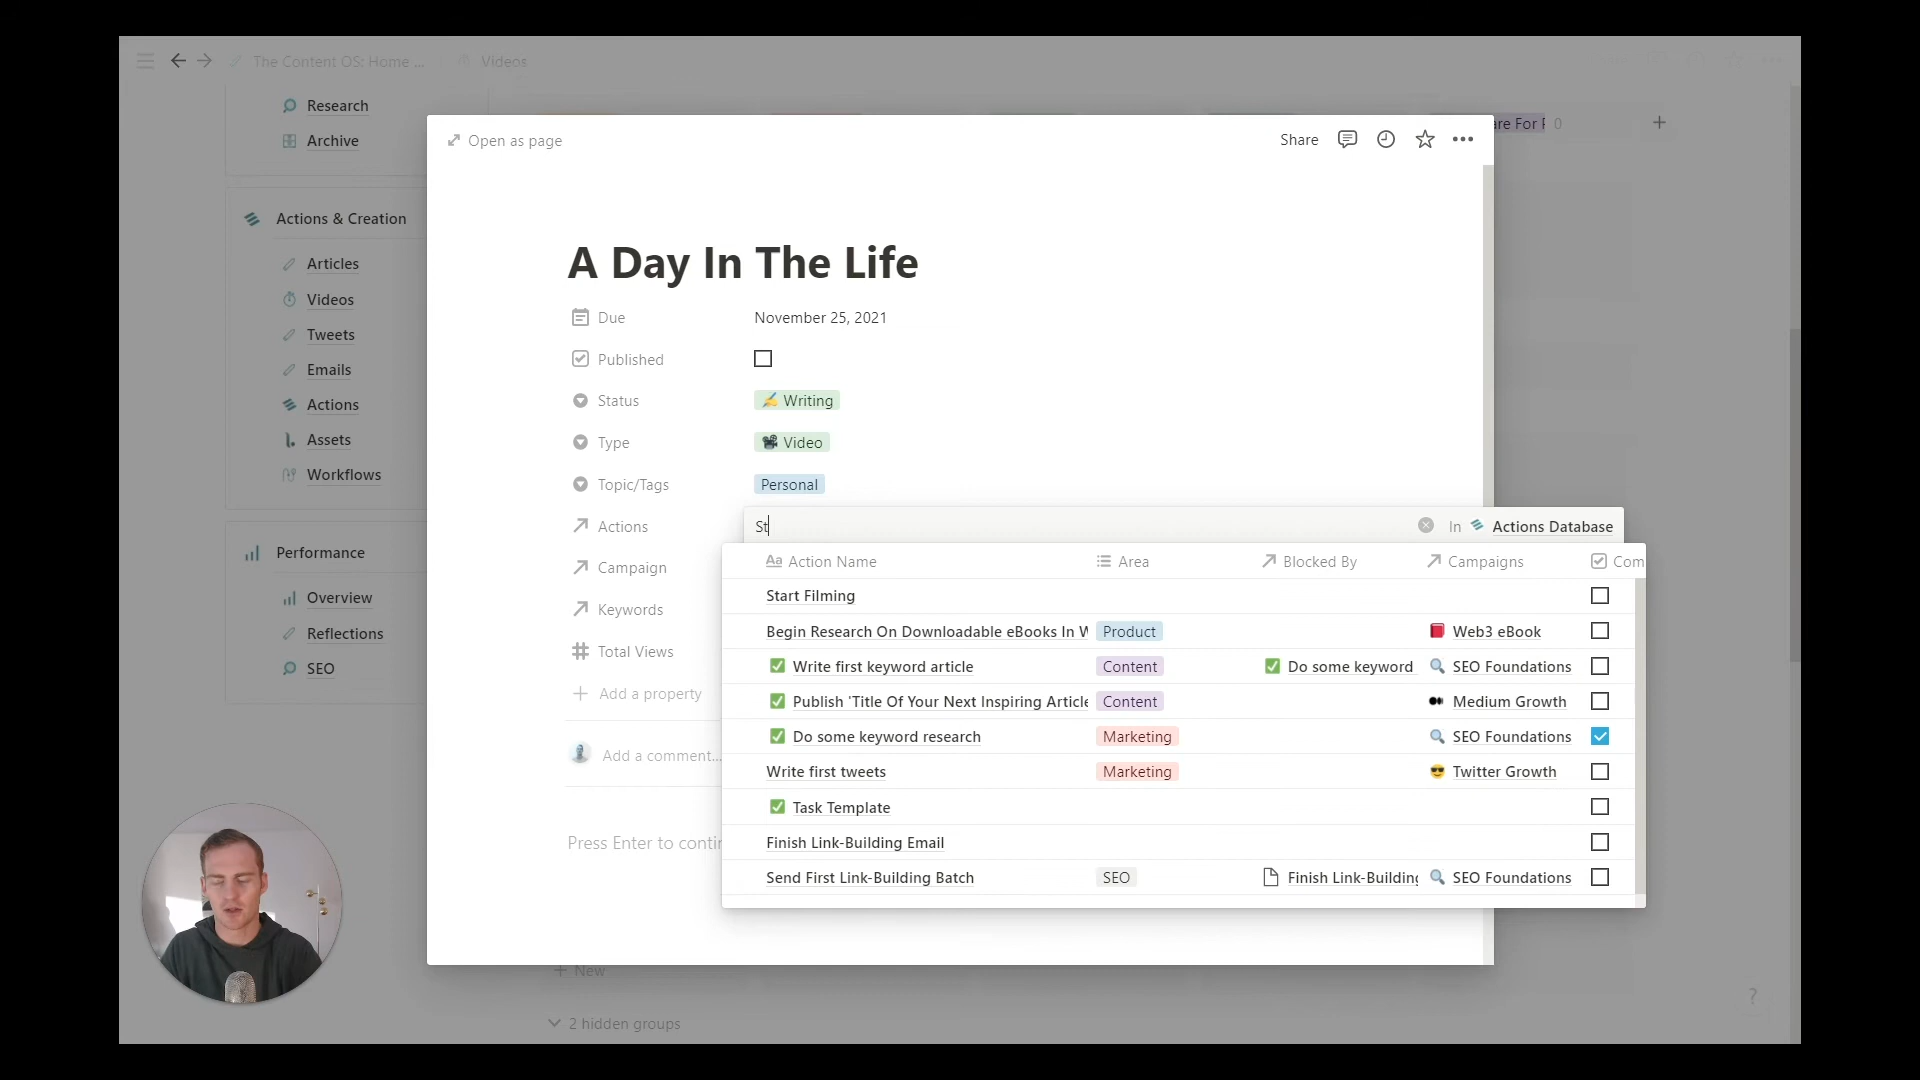 The Content OS: Home ...
Videos
Research
Archive
Actions & Creation
Articles
Videos
Tweets
Emails
Actions
Assets
Workflows
Performance
Overview
Reflections
SEO
are For
0
Open as page
Share
A Day In The Life
Due November 25, 2021
Published
Status ✍ Writing
Type Video
Topic/Tags Personal
Actions St In Actions Database
Campaign
Keywords
Total Views
Add a property
Add a comment...
Press Enter to
Aa Action Name Area Blocked By Campaigns Com
Start Filming
Begin Research On Downloadable eBooks In Product Web3 eBook
✅ Write first keyword article Content ✅ Do some keyword SEO Foundations
✅ Publish 'Title Of Your Next Inspiring Article Content Medium Growth
✅ Do some keyword research Marketing SEO Foundations
Write first tweets Marketing Twitter Growth
✅ Task Template
Finish Link-Building Email
Send First Link-Building Batch SEO Finish Link-Building SEO Foundations
+ New
2 hidden groups
?